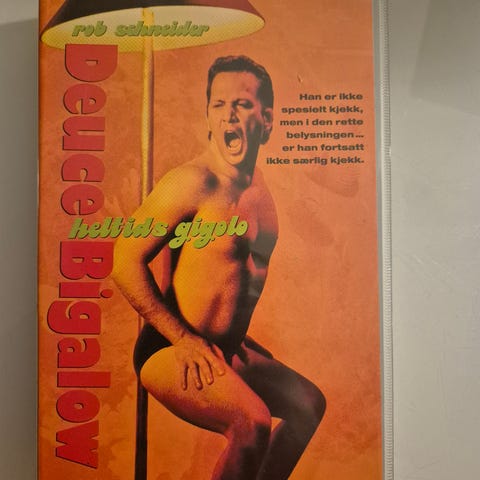 rob schneider
Deuce Bigalow
heltids gigolo
Han er ikke
spesielt kjekk,
men i den rette
belysningen...
er han fortsatt
ikke særlig kjekk.